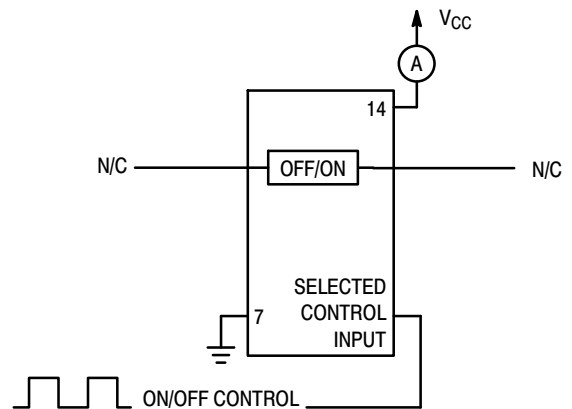 VCC
A
14
N/C
OFF/ON
N/C
7
SELECTED
CONTROL
INPUT
ON/OFF CONTROL